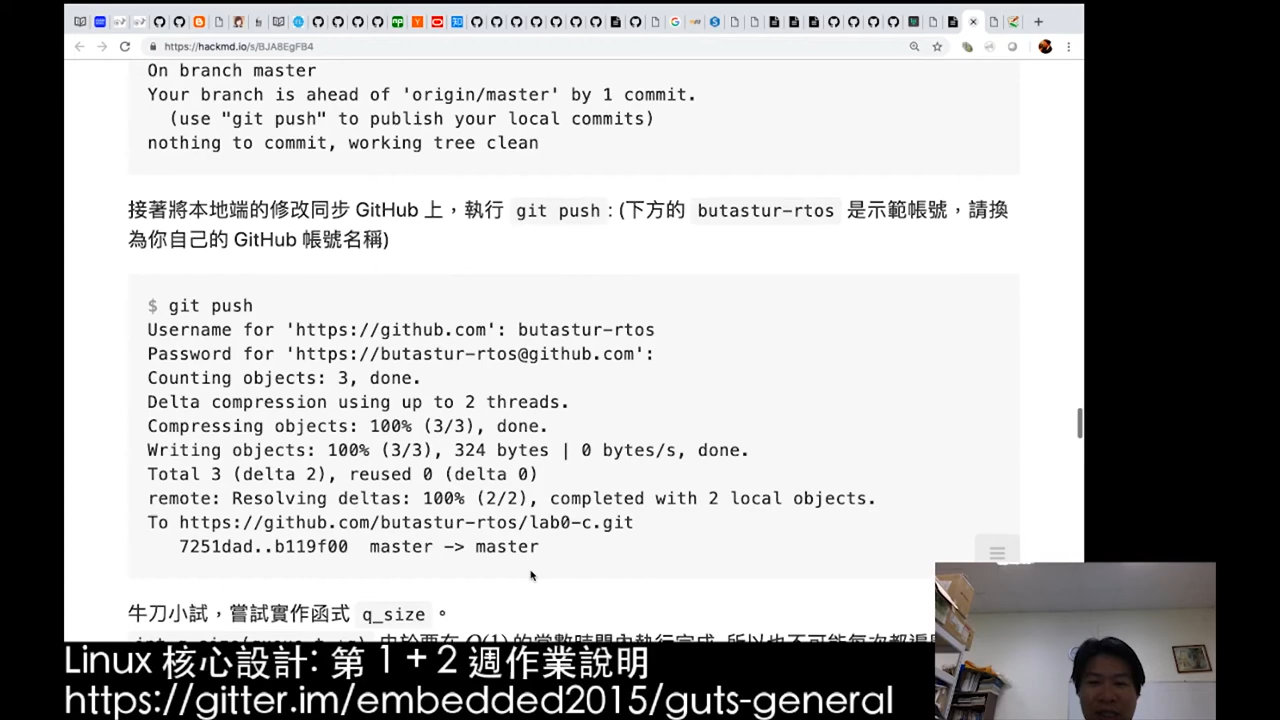 https://hackmd.io/s/BJA8EgFB4
On branch master
Your branch is ahead of 'origin/master' by 1 commit.
(use "git push" to publish your local commits)
nothing to commit, working tree clean
接著將本地端的修改同步 GitHub 上，執行 git push : (下方的 butastur-rtos 是示範帳號，請換
為你自己的 GitHub 帳號名稱)
$ git push
Username for 'https://github.com': butastur-rtos
Password for 'https://butastur-rtos@github.com':
Counting objects: 3, done.
Delta compression using up to 2 threads.
Compressing objects: 100% (3/3), done.
Writing objects: 100% (3/3), 324 bytes | 0 bytes/s, done.
Total 3 (delta 2), reused 0 (delta 0)
remote: Resolving deltas: 100% (2/2), completed with 2 local objects.
To https://github.com/butastur-rtos/lab0-c.git
7251dad..b119f00 master -> master
牛刀小試，嘗試實作函式 q_size 。
Linux 核心設計: 第 1 + 2 週作業說明
https://gitter.im/embedded2015/guts-general